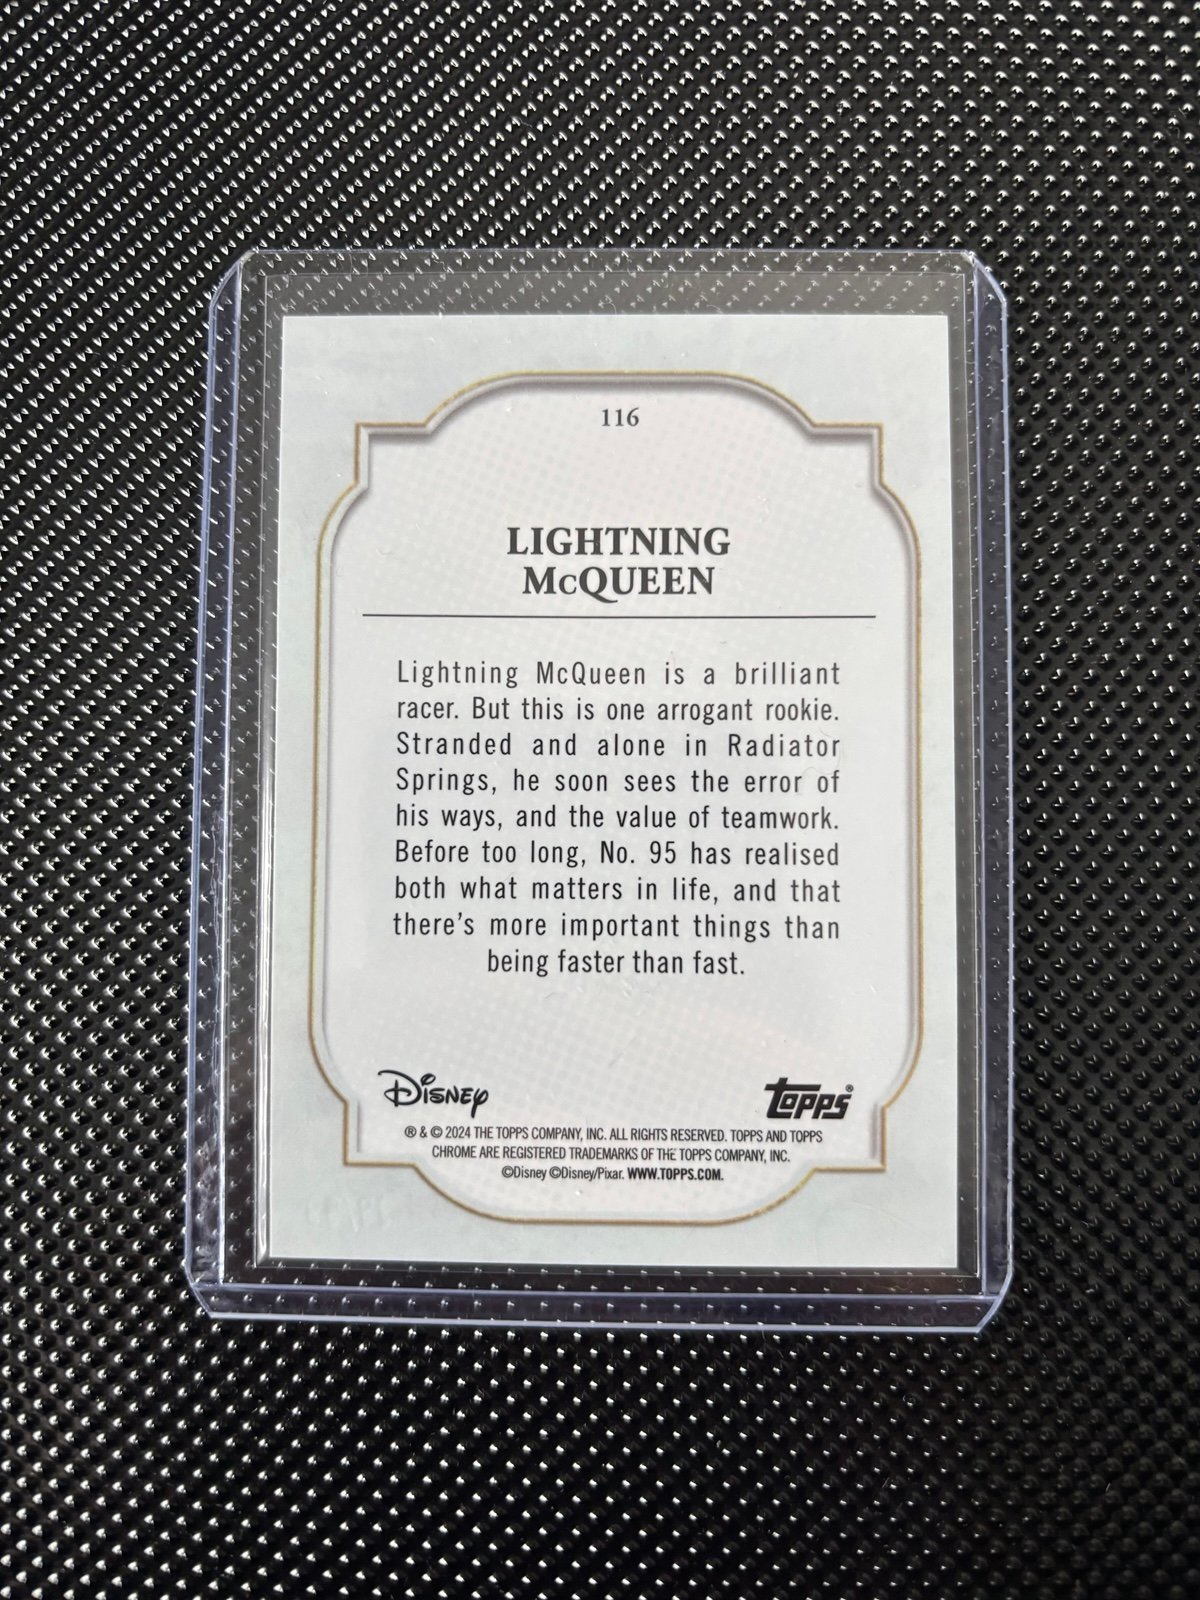 116
LIGHTNING
McQUEEN
Lightning McQueen is a brilliant
racer. But this is one arrogant rookie.
Stranded and alone in Radiator
Springs, he soon sees the error of
his ways, and the value of teamwork.
Before too long, No. 95 has realised
both what matters in life, and that
there's more important things than
being faster than fast.
Disney
Topps®
® & © 2024 THE TOPPS COMPANY, INC. ALL RIGHTS RESERVED. TOPPS AND TOPPS
CHROME ARE REGISTERED TRADEMARKS OF THE TOPPS COMPANY, INC.
©Disney ©Disney/Pixar. WWW.TOPPS.COM.